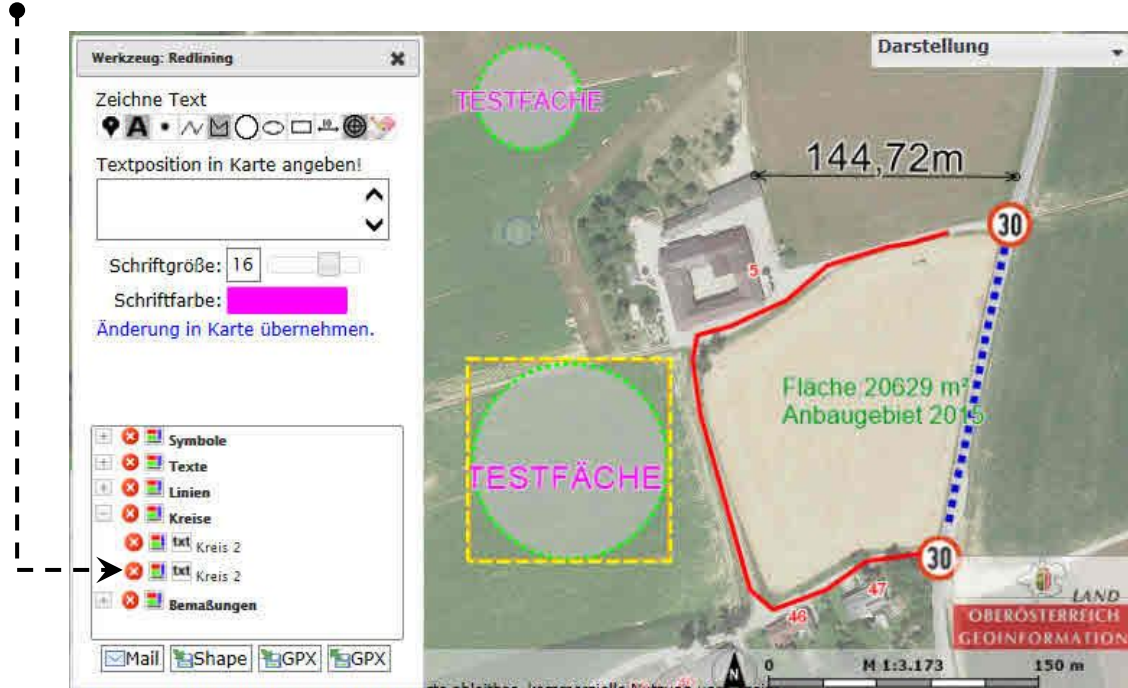 Werkzeug: Redlining
Zeichne Text
A
10
Textposition in Karte angeben!
Schriftgröße: 16
Schriftfarbe:
Änderung in Karte übernehmen.
Symbole
Texte
Linien
Kreise
txt Kreis 2
txt Kreis 2
Bemaßungen
Mail Shape GPX GPX
Darstellung
TESTFÄCHE
144,72m
30
5
Fläche 20629 m²
Anbaugebiet 2015
TESTFÄCHE
30
47
46
LAND
OBERÖSTERREICH
GEOINFORMATION
N
0 M 1:3.173 150 m